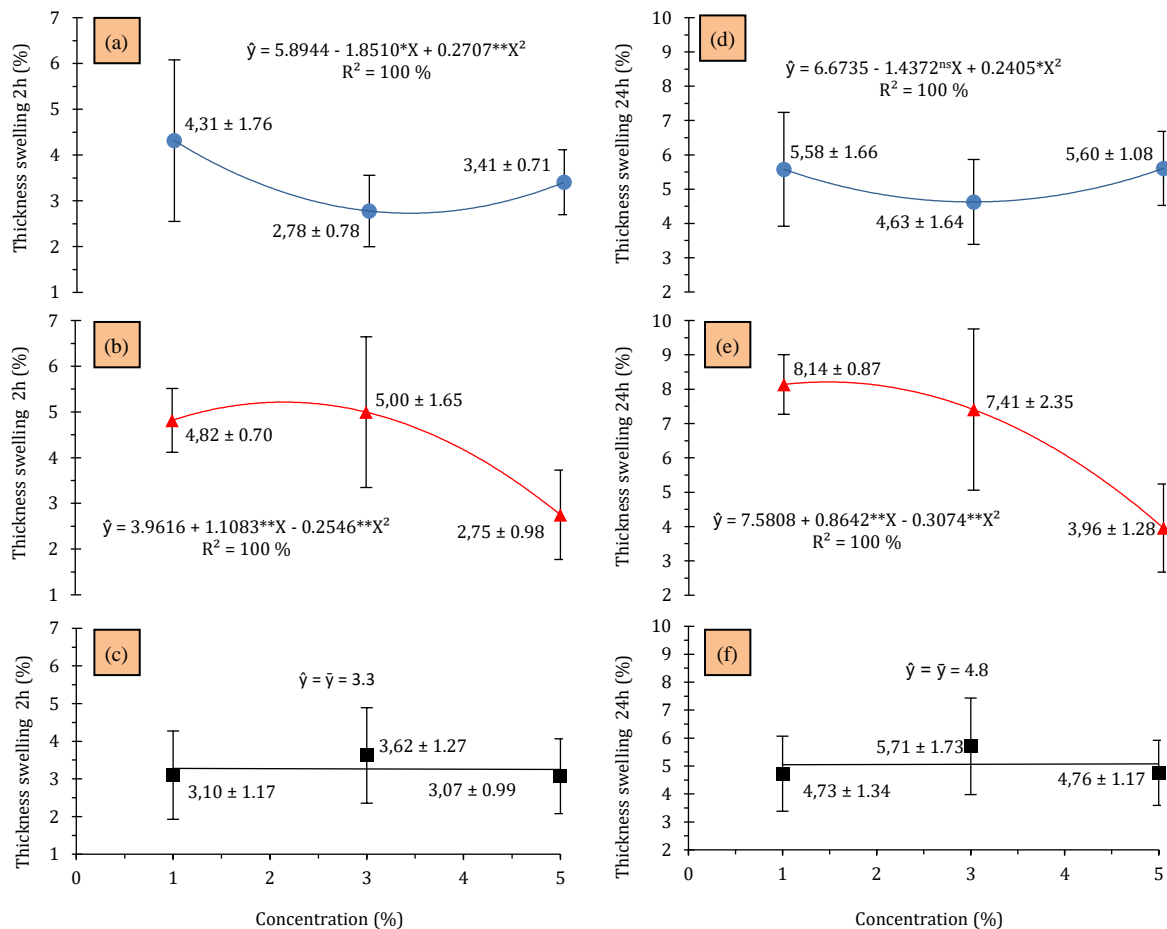 (a)
ŷ = 5.8944 - 1.8510*X + 0.2707**X²
R² = 100 %
Thickness swelling 2h (%)
7
6
5
4
3
2
1
4,31 ± 1.76
2,78 ± 0.78
3,41 ± 0.71
(d)
ŷ = 6.6735 - 1.4372ⁿˢX + 0.2405*X²
R² = 100 %
Thickness swelling 24h (%)
10
9
8
7
6
5
4
3
2
5,58 ± 1.66
4,63 ± 1.64
5,60 ± 1.08
(b)
Thickness swelling 2h (%)
7
6
5
4
3
2
1
4,82 ± 0.70
5,00 ± 1.65
2,75 ± 0.98
ŷ = 3.9616 + 1.1083**X - 0.2546**X²
R² = 100 %
(e)
Thickness swelling 24h (%)
10
9
8
7
6
5
4
3
2
8,14 ± 0.87
7,41 ± 2.35
3,96 ± 1.28
ŷ = 7.5808 + 0.8642**X - 0.3074**X²
R² = 100 %
(c)
ŷ = ȳ = 3.3
Thickness swelling 2h (%)
7
6
5
4
3
2
1
3,10 ± 1.17
3,62 ± 1.27
3,07 ± 0.99
0
1
3
5
Concentration (%)
(f)
ŷ = ȳ = 4.8
Thickness swelling 24h (%)
10
9
8
7
6
5
4
3
2
4,73 ± 1.34
5,71 ± 1.73
4,76 ± 1.17
0
1
3
5
Concentration (%)